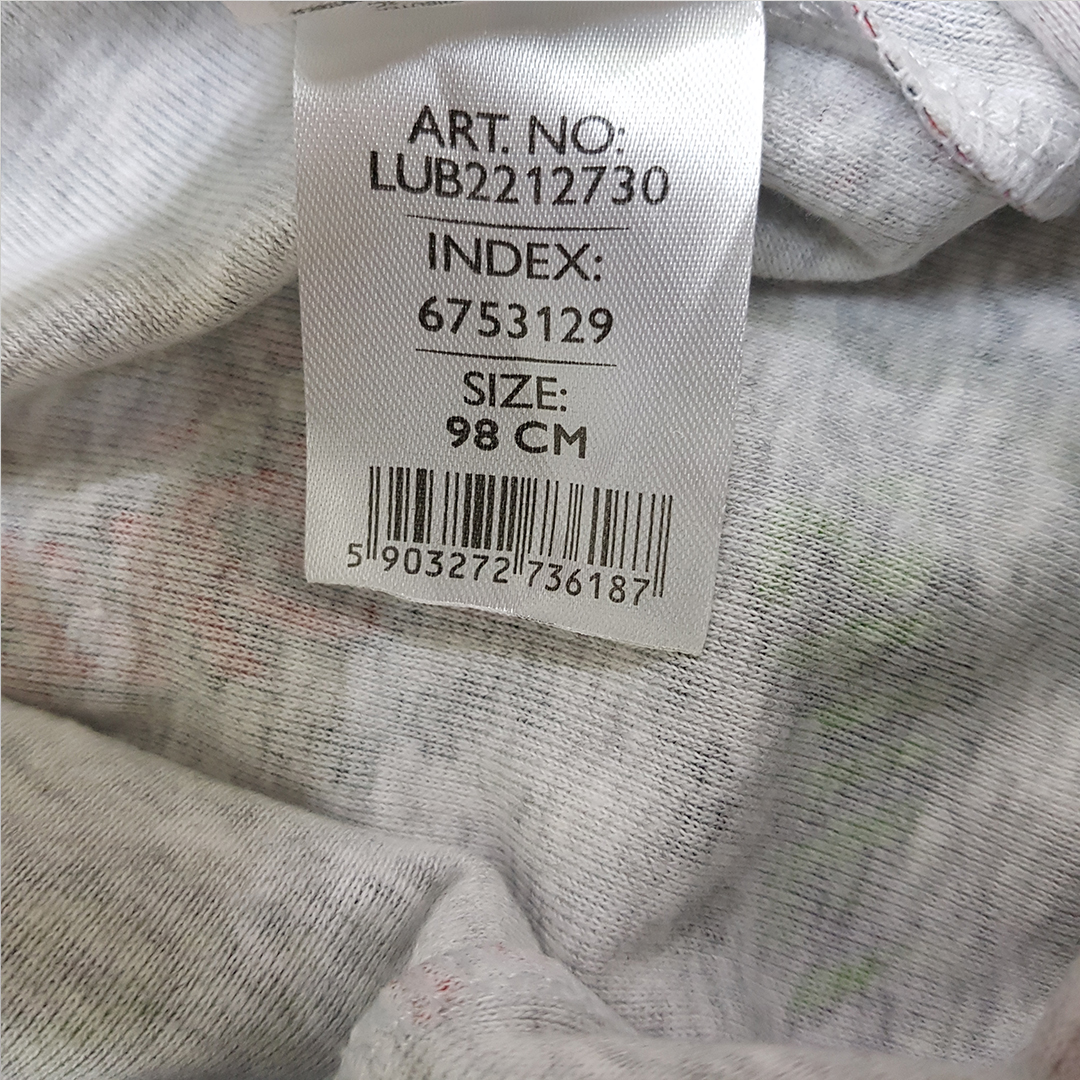 ART. NO:
LUB2212730
INDEX:
6753129
SIZE:
98 CM
5 903272 736187